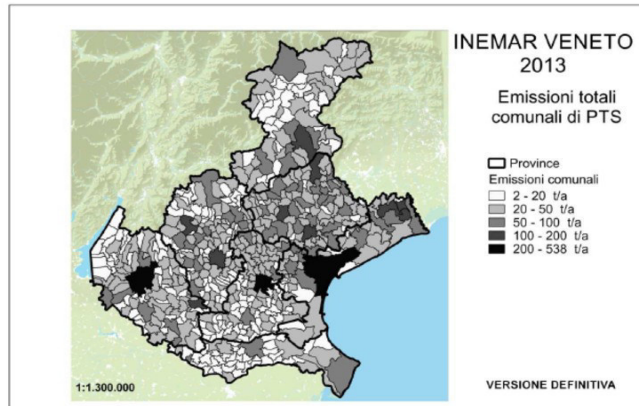 INEMAR VENETO
2013
Emissioni totali
comunali di PTS
Province
Emissioni comunali
2 - 20 t/a
20 - 50 t/a
50 - 100 t/a
100 - 200 t/a
200 - 538 t/a
1:1.300.000
VERSIONE DEFINITIVA